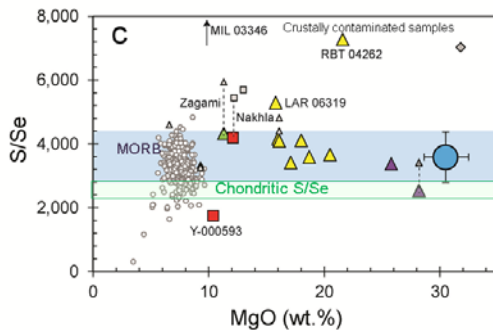 8,000
C
MIL 03346
Crustally contaminated samples
RBT 04262
6,000
Zagami
LAR 06319
Nakhla
S/Se
4,000
MORB
Chondritic S/Se
2,000
Y-000593
0
0
10
20
30
MgO (wt.%)